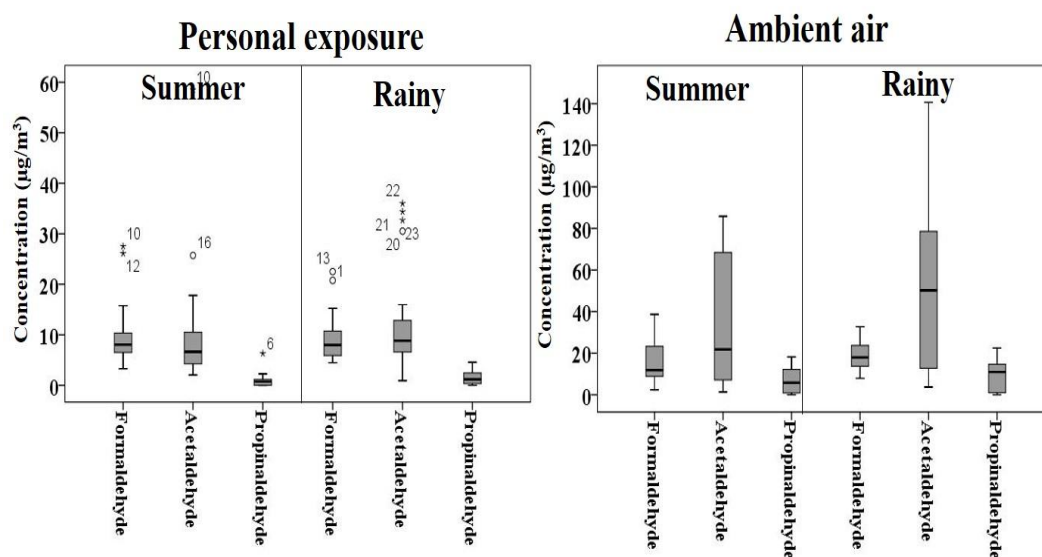 Personal exposure
Summer
Rainy
Concentration (µg/m³)
60
50
40
30
20
10
0
10
10
12
16
6
13
1
22
21
23
20
Formaldehyde
Acetaldehyde
Propinaldehyde
Formaldehyde
Acetaldehyde
Propinaldehyde
Ambient air
Summer
Rainy
Concentration (µg/m³)
140
120
100
80
60
40
20
0
Formaldehyde
Acetaldehyde
Propinaldehyde
Formaldehyde
Acetaldehyde
Propinaldehyde